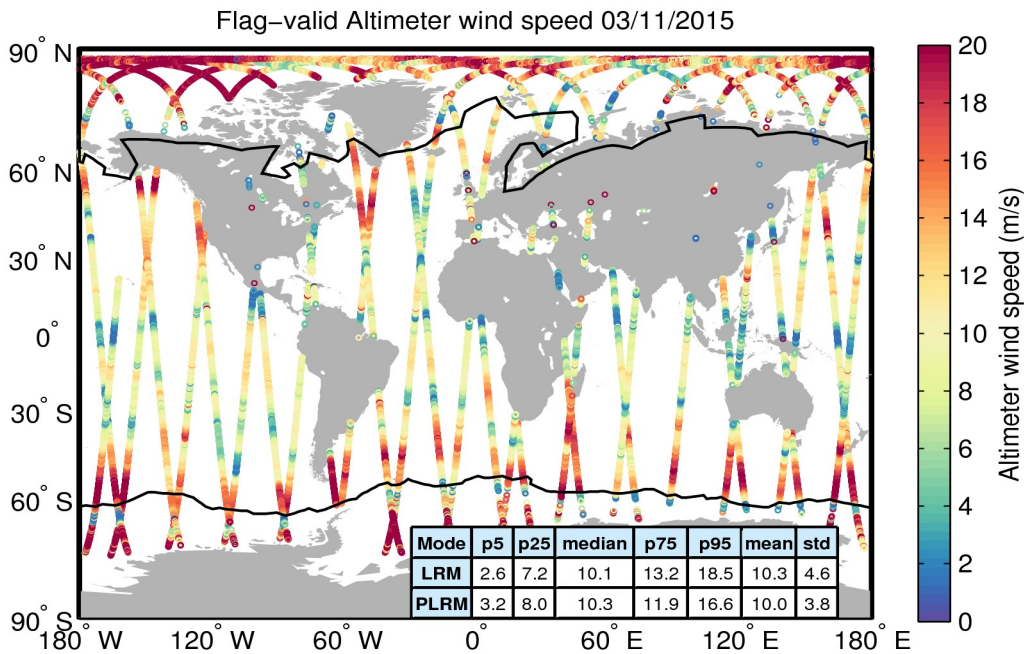 Flag−valid Altimeter wind speed 03/11/2015
90° N
60° N
30° N
0°
30° S
60° S
90° S
180° W
120° W
60° W
0°
60° E
120° E
180° E
Mode p5 p25 median p75 p95 mean std
LRM 2.6 7.2 10.1 13.2 18.5 10.3 4.6
PLRM 3.2 8.0 10.3 11.9 16.6 10.0 3.8
20
18
16
14
12
10
8
6
4
2
0
Altimeter wind speed (m/s)